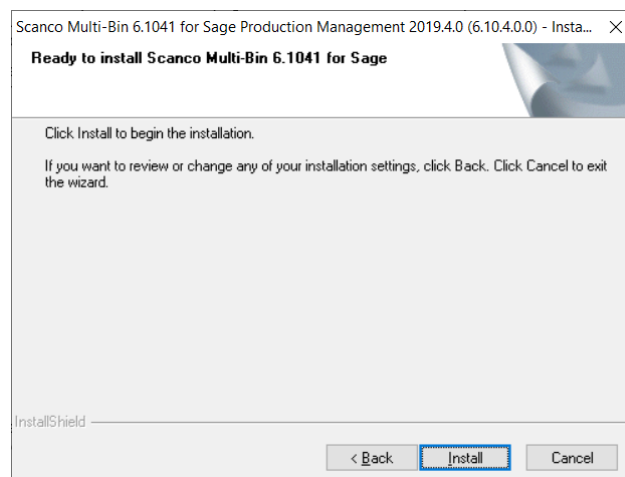 Scanco Multi-Bin 6.1041 for Sage Production Management 2019.4.0 (6.10.4.0.0) - Insta...
Ready to install Scanco Multi-Bin 6.1041 for Sage
Click Install to begin the installation.
If you want to review or change any of your installation settings, click Back. Click Cancel to exit
the wizard.
InstallShield
< Back Install Cancel